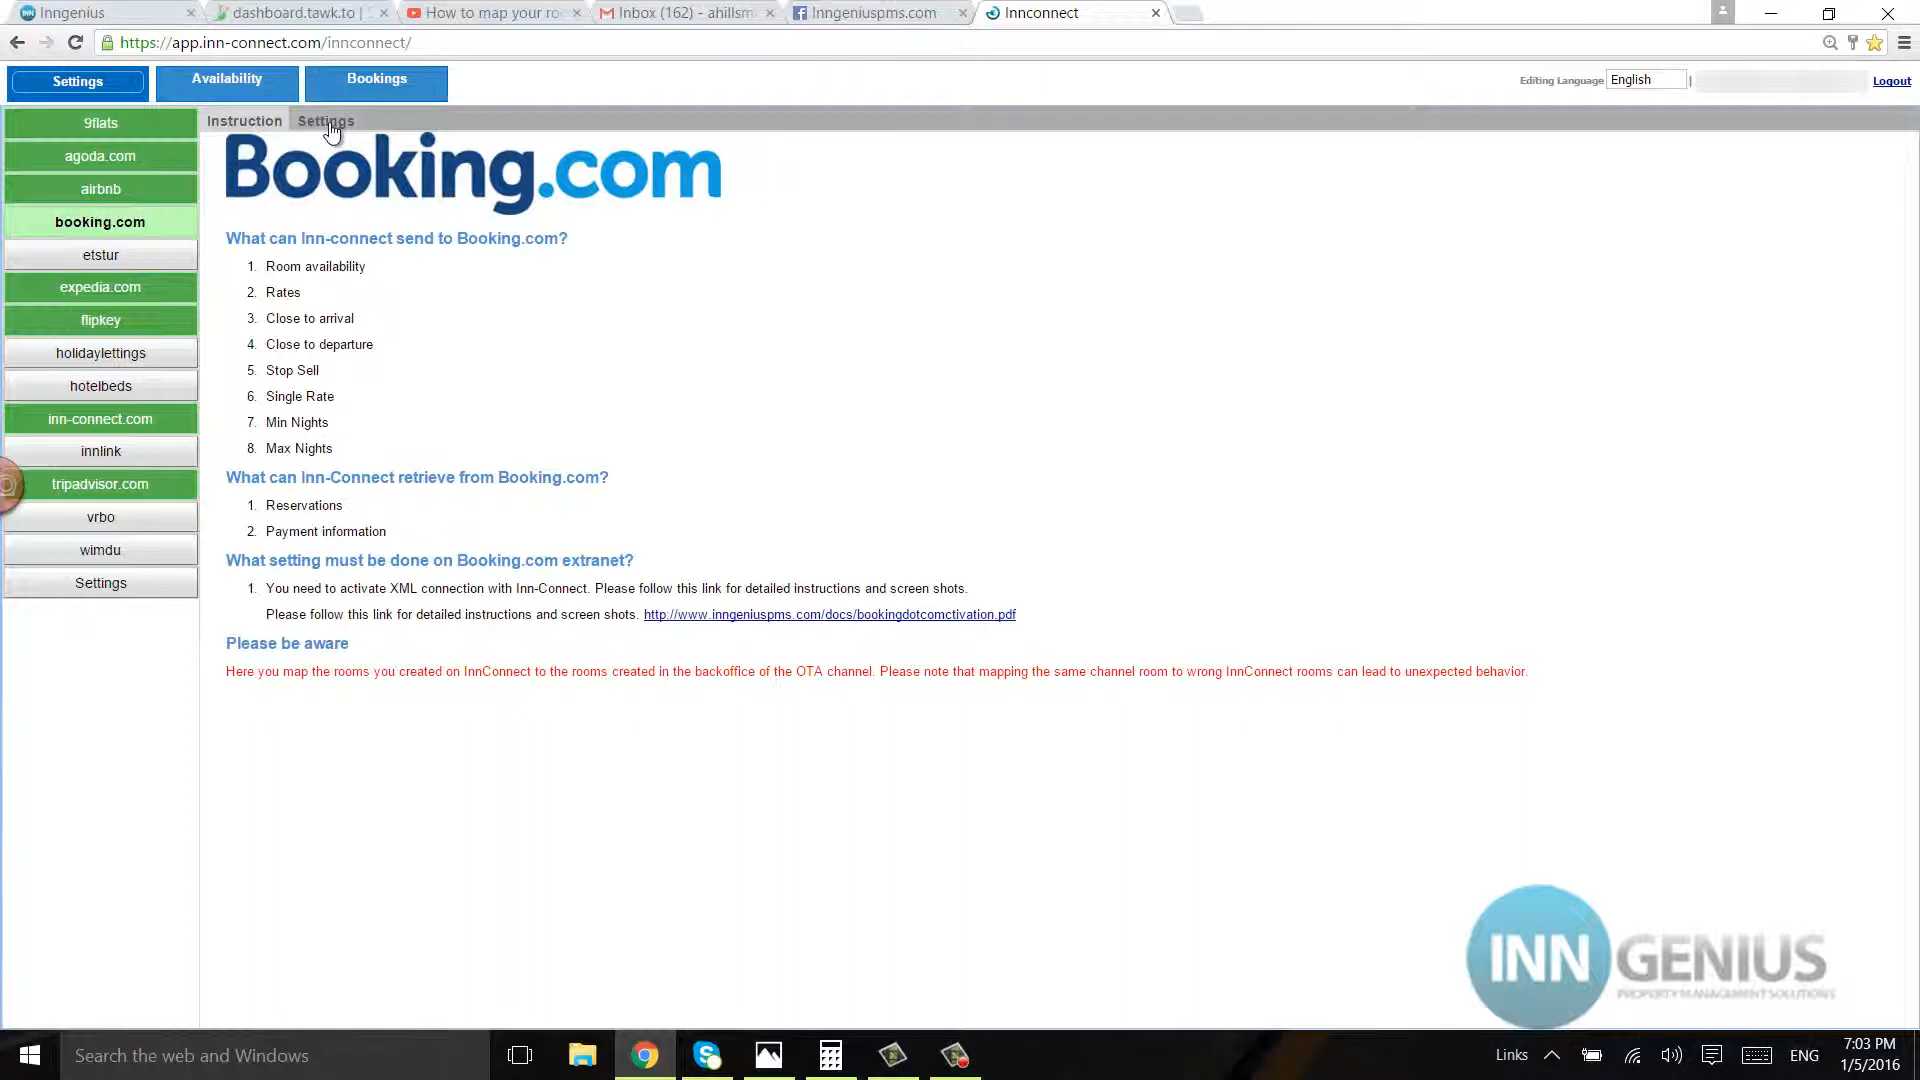 Inngenius
dashboard.tawk.to |
How to map your ro
Inbox (162) - ahillsm
Inngeniuspms.com
Innconnect
https://app.inn-connect.com/innconnect/
Settings
Availability
Bookings
Editing Language
English
Logout
Instruction
Settings
9flats
agoda.com
airbnb
booking.com
etstur
expedia.com
flipkey
holidaylettings
hotelbeds
inn-connect.com
innlink
tripadvisor.com
vrbo
wimdu
Settings
Booking.com
What can Inn-connect send to Booking.com?
1. Room availability
2. Rates
3. Close to arrival
4. Close to departure
5. Stop Sell
6. Single Rate
7. Min Nights
8. Max Nights
What can Inn-Connect retrieve from Booking.com?
1. Reservations
2. Payment information
What setting must be done on Booking.com extranet?
1. You need to activate XML connection with Inn-Connect. Please follow this link for detailed instructions and screen shots.
Please follow this link for detailed instructions and screen shots. http://www.inngeniuspms.com/docs/bookingdotcomctivation.pdf
Please be aware
Here you map the rooms you created on InnConnect to the rooms created in the backoffice of the OTA channel. Please note that mapping the same channel room to wrong InnConnect rooms can lead to unexpected behavior.
INN GENIUS
PROPERTY MANAGEMENT SOLUTIONS
Search the web and Windows
Links
ENG
7:03 PM
1/5/2016